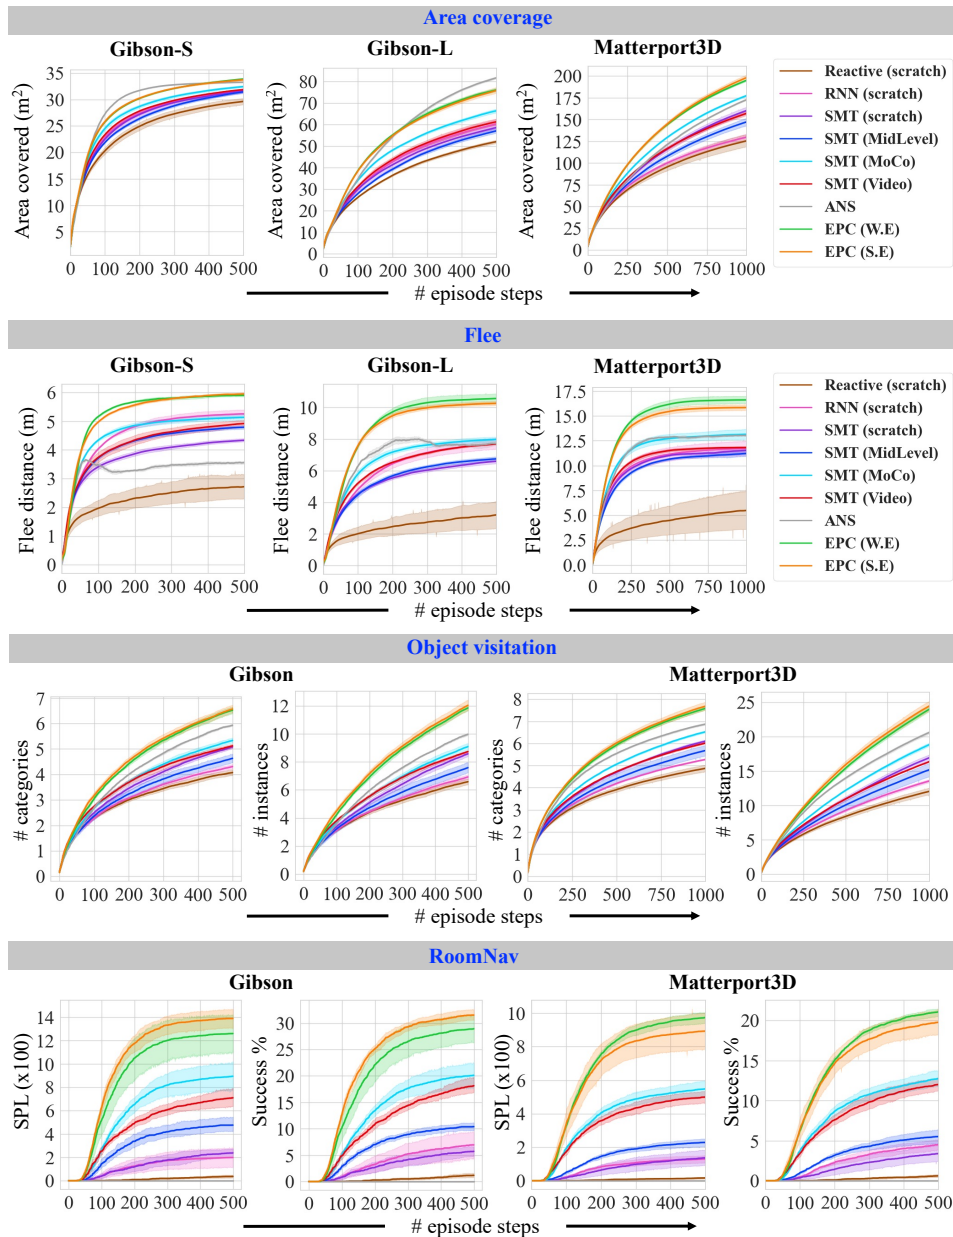 Area coverage
Gibson-S
Gibson-L
Matterport3D
Area covered (m²)
35
30
25
20
15
10
5
0 100 200 300 400 500
Area covered (m²)
80
70
60
50
40
30
20
10
0
0 100 200 300 400 500
Area covered (m²)
200
175
150
125
100
75
50
25
0
0 250 500 750 1000
Reactive (scratch)
RNN (scratch)
SMT (scratch)
SMT (MidLevel)
SMT (MoCo)
SMT (Video)
ANS
EPC (W.E)
EPC (S.E)
# episode steps
Flee
Gibson-S
Gibson-L
Matterport3D
Flee distance (m)
6
5
4
3
2
1
0
0 100 200 300 400 500
Flee distance (m)
10
8
6
4
2
0
0 100 200 300 400 500
Flee distance (m)
17.5
15.0
12.5
10.0
7.5
5.0
2.5
0.0
0 250 500 750 1000
Reactive (scratch)
RNN (scratch)
SMT (scratch)
SMT (MidLevel)
SMT (MoCo)
SMT (Video)
ANS
EPC (W.E)
EPC (S.E)
# episode steps
Object visitation
Gibson
Matterport3D
# categories
7
6
5
4
3
2
1
0
0 100 200 300 400 500
# instances
12
10
8
6
4
2
0
0 100 200 300 400 500
# categories
8
7
6
5
4
3
2
1
0
0 250 500 750 1000
# instances
25
20
15
10
5
0
0 250 500 750 1000
# episode steps
RoomNav
Gibson
Matterport3D
SPL (x100)
14
12
10
8
6
4
2
0
0 100 200 300 400 500
Success %
30
25
20
15
10
5
0
0 100 200 300 400 500
SPL (x100)
10
8
6
4
2
0
0 100 200 300 400 500
Success %
20
15
10
5
0
0 100 200 300 400 500
# episode steps